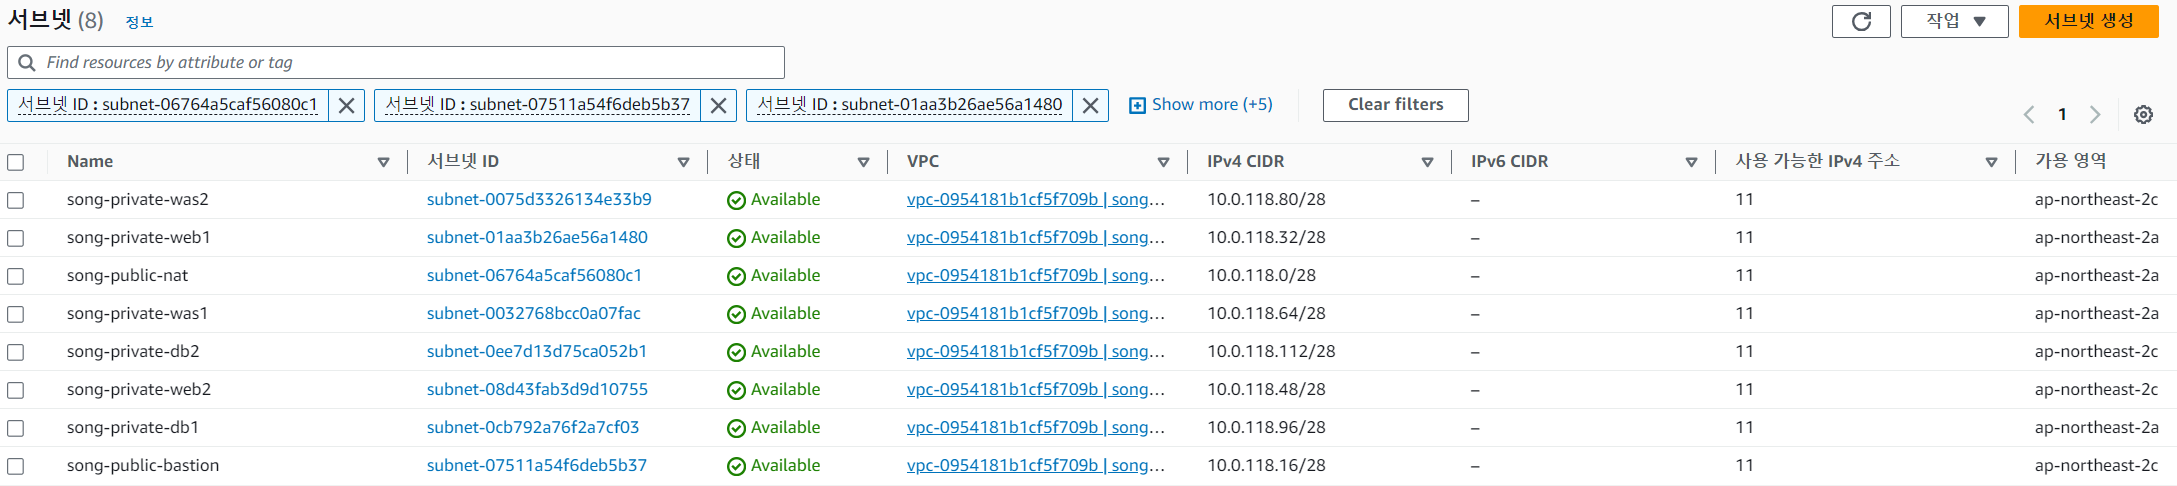 서브넷 (8) 정보
작업
서브넷 생성
Find resources by attribute or tag
서브넷 ID : subnet-06764a5caf56080c1 서브넷 ID : subnet-07511a54f6deb5b37 서브넷 ID : subnet-01aa3b26ae56a1480 Show more (+5) Clear filters
1
Name 서브넷 ID 상태 VPC IPv4 CIDR IPv6 CIDR 사용 가능한 IPv4 주소 가용 영역
song-private-was2 subnet-0075d3326134e33b9 Available vpc-0954181b1cf5f709b | song… 10.0.118.80/28 – 11 ap-northeast-2c
song-private-web1 subnet-01aa3b26ae56a1480 Available vpc-0954181b1cf5f709b | song… 10.0.118.32/28 – 11 ap-northeast-2a
song-public-nat subnet-06764a5caf56080c1 Available vpc-0954181b1cf5f709b | song… 10.0.118.0/28 – 11 ap-northeast-2a
song-private-was1 subnet-0032768bcc0a07fac Available vpc-0954181b1cf5f709b | song… 10.0.118.64/28 – 11 ap-northeast-2a
song-private-db2 subnet-0ee7d13d75ca052b1 Available vpc-0954181b1cf5f709b | song… 10.0.118.112/28 – 11 ap-northeast-2c
song-private-web2 subnet-08d43fab3d9d10755 Available vpc-0954181b1cf5f709b | song… 10.0.118.48/28 – 11 ap-northeast-2c
song-private-db1 subnet-0cb792a76f2a7cf03 Available vpc-0954181b1cf5f709b | song… 10.0.118.96/28 – 11 ap-northeast-2a
song-public-bastion subnet-07511a54f6deb5b37 Available vpc-0954181b1cf5f709b | song… 10.0.118.16/28 – 11 ap-northeast-2c